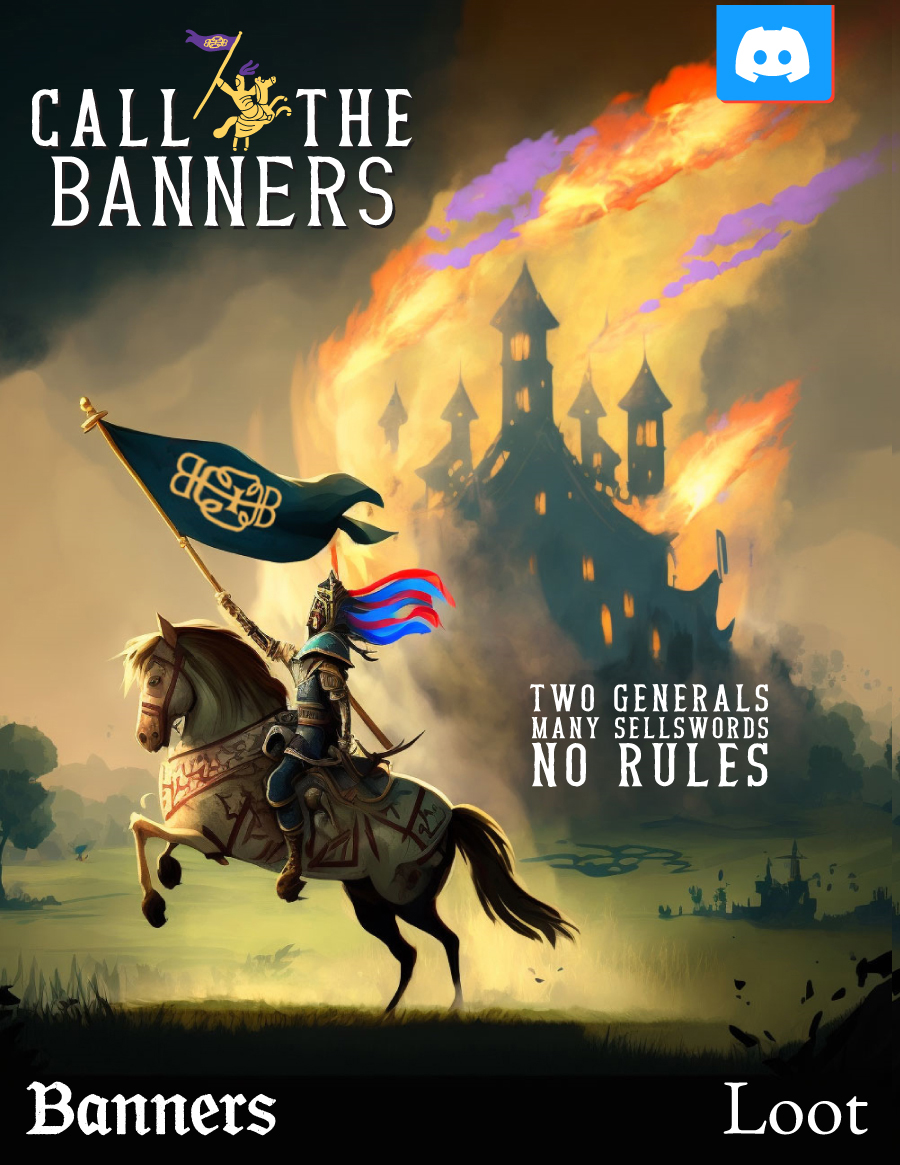 CALL THE
BANNERS
TWO GENERALS
MANY SELLSWORDS
NO RULES
Banners
Loot